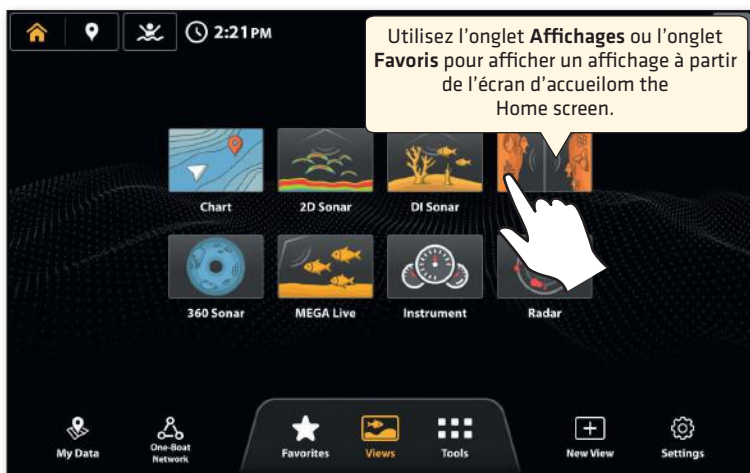 2:21 PM
Utilisez l'onglet Affichages ou l'onglet
Favoris pour afficher un affichage à partir
de l'écran d'accueilom the
Home screen.
Chart
2D Sonar
DI Sonar
360 Sonar
MEGA Live
Instrument
Radar
My Data
One-Boat
Network
Favorites
Views
Tools
New View
Settings